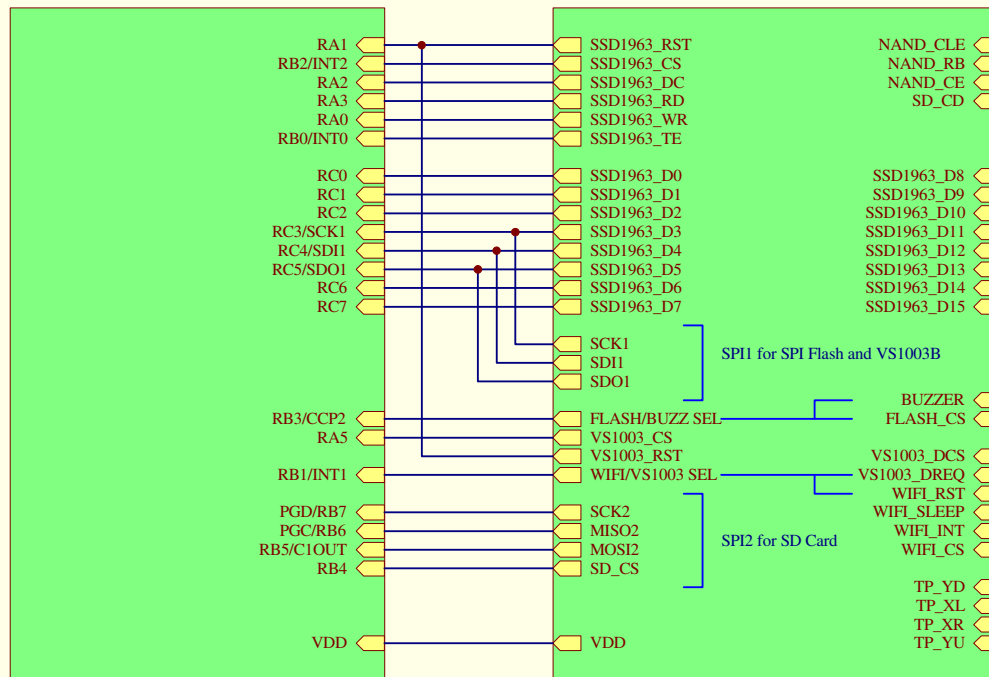 RA1 SSD1963_RST NAND_CLE
RB2/INT2 SSD1963_CS NAND_RB
RA2 SSD1963_DC NAND_CE
RA3 SSD1963_RD SD_CD
RA0 SSD1963_WR
RB0/INT0 SSD1963_TE
RC0 SSD1963_D0 SSD1963_D8
RC1 SSD1963_D1 SSD1963_D9
RC2 SSD1963_D2 SSD1963_D10
RC3/SCK1 SSD1963_D3 SSD1963_D11
RC4/SDI1 SSD1963_D4 SSD1963_D12
RC5/SDO1 SSD1963_D5 SSD1963_D13
RC6 SSD1963_D6 SSD1963_D14
RC7 SSD1963_D7 SSD1963_D15
SCK1
SPI1 for SPI Flash and VS1003B
SDI1
SDO1
BUZZER
RB3/CCP2 FLASH/BUZZ SEL FLASH_CS
RA5 VS1003_CS
VS1003_RST VS1003_DCS
RB1/INT1 WIFI/VS1003 SEL VS1003_DREQ
WIFI_RST
PGD/RB7 SCK2 WIFI_SLEEP
PGC/RB6 MISO2 WIFI_INT
SPI2 for SD Card
RB5/C1OUT MOSI2 WIFI_CS
RB4 SD_CS
TP_YD
TP_XL
TP_XR
VDD VDD TP_YU